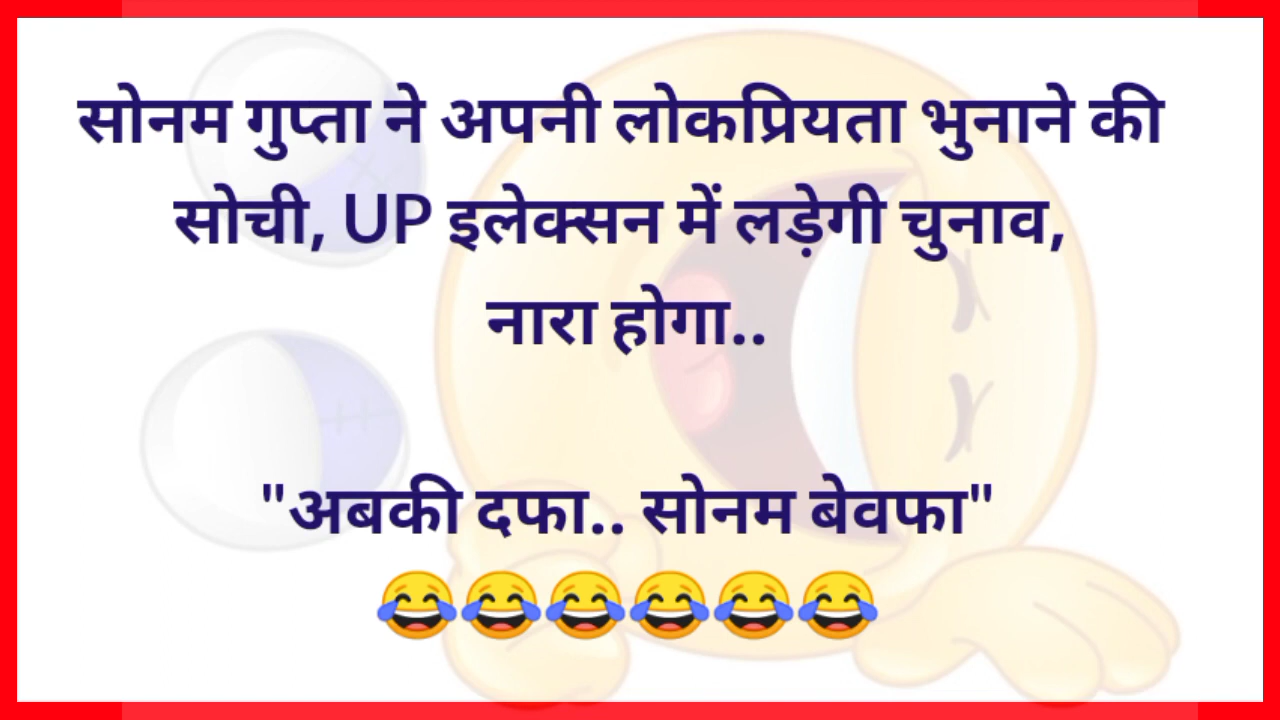 सोनम गुप्ता ने अपनी लोकप्रियता भुनाने की
सोची, UP इलेक्सन में लड़ेगी चुनाव,
नारा होगा..
"अबकी दफा.. सोनम बेवफा"
😂😂😂😂😂😂